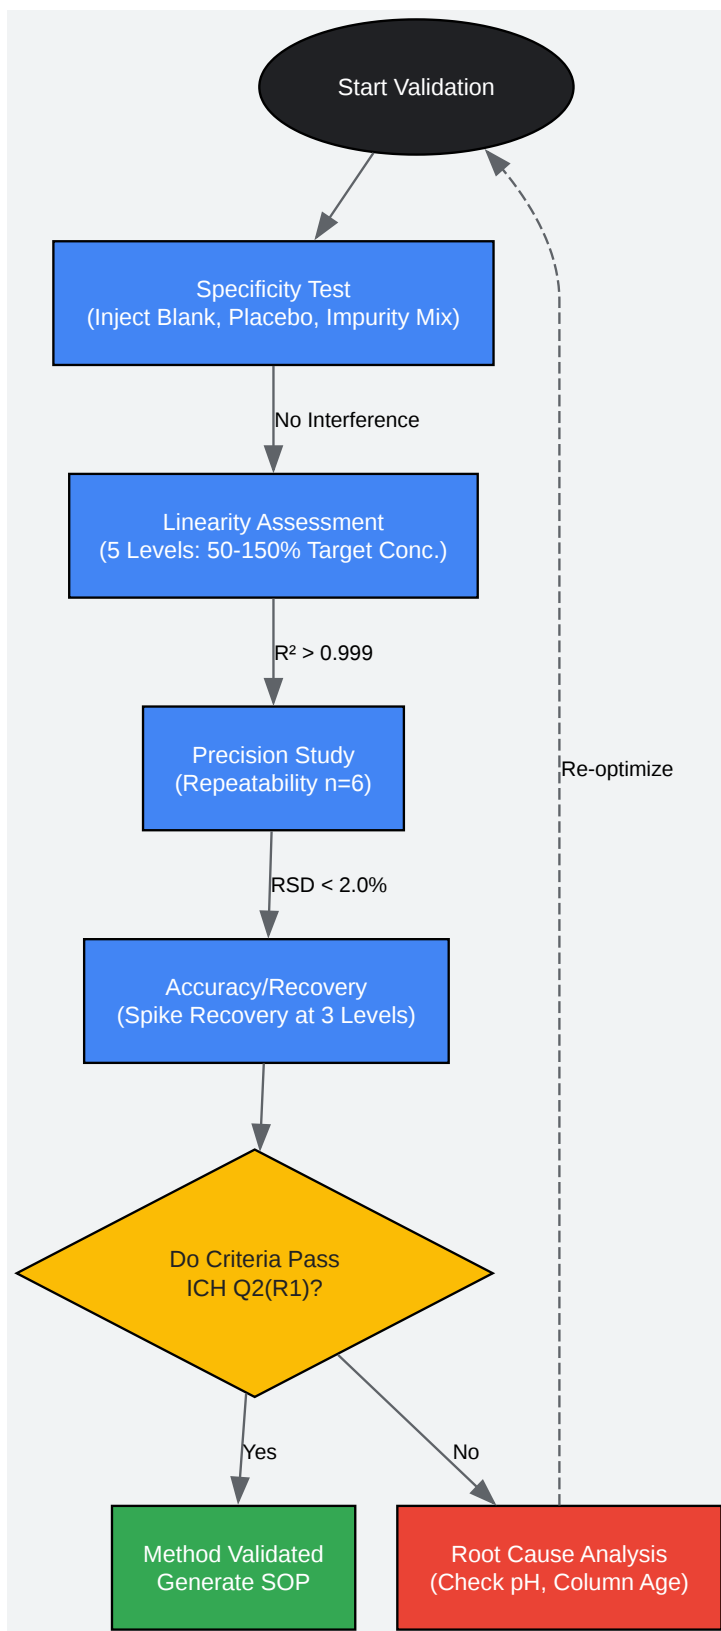 Start Validation
Specificity Test
(Inject Blank, Placebo, Impurity Mix)
No Interference
Linearity Assessment
(5 Levels: 50-150% Target Conc.)
R² > 0.999
Precision Study
(Repeatability n=6)
Re-optimize
RSD < 2.0%
Accuracy/Recovery
(Spike Recovery at 3 Levels)
Do Criteria Pass
ICH Q2(R1)?
Yes
No
Method Validated
Generate SOP
Root Cause Analysis
(Check pH, Column Age)